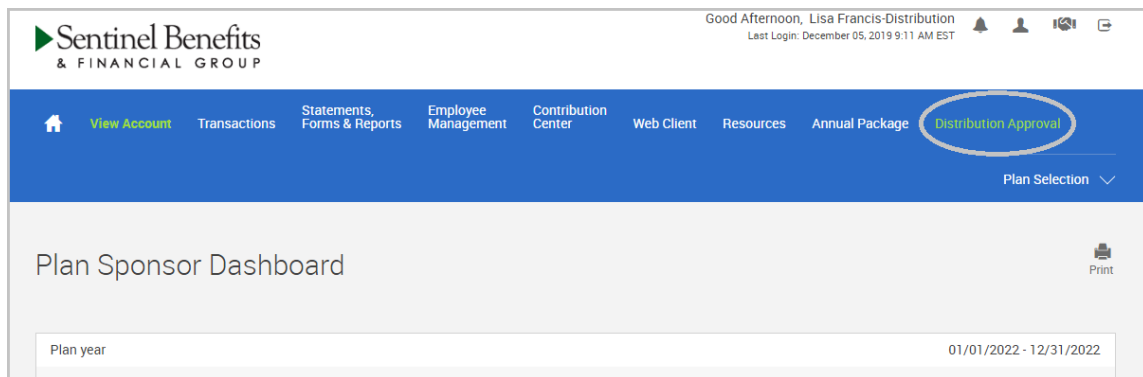 Sentinel Benefits
& FINANCIAL GROUP
Good Afternoon, Lisa Francis-Distribution
Last Login: December 05, 2019 9:11 AM EST
View Account
Transactions
Statements,
Forms & Reports
Employee
Management
Contribution
Center
Web Client
Resources
Annual Package
Distribution Approval
Plan Selection
Plan Sponsor Dashboard
Print
Plan year
01/01/2022 - 12/31/2022